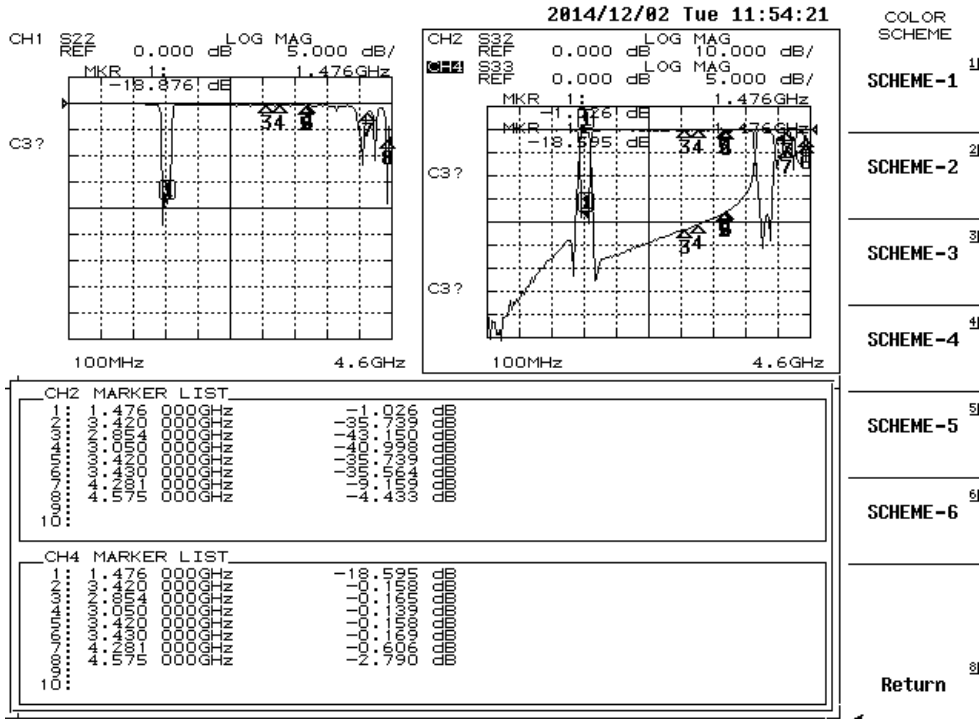 2014/12/02 Tue 11:54:21
CH1 S22 LOG MAG
REF 0.000 dB 5.000 dB/
MKR 1: 1.476GHz
-18.876 dB
C3?
100MHz 4.6GHz
CH2 S32 LOG MAG
REF 0.000 dB 10.000 dB/
CH4 S33 LOG MAG
REF 0.000 dB 5.000 dB/
MKR 1: 1.476GHz
-1.026 dB
MKR 1: 1.476GHz
-18.595 dB
C3?
C3?
100MHz 4.6GHz
CH2 MARKER LIST
1: 1.476 000GHz -1.026 dB
2: 3.420 000GHz -35.739 dB
3: 2.854 000GHz -43.150 dB
4: 3.050 000GHz -40.998 dB
5: 3.420 000GHz -35.739 dB
6: 3.430 000GHz -35.564 dB
7: 4.281 000GHz -9.159 dB
8: 4.575 000GHz -4.433 dB
9:
10:
CH4 MARKER LIST
1: 1.476 000GHz -18.595 dB
2: 3.420 000GHz -0.158 dB
3: 2.854 000GHz -0.165 dB
4: 3.050 000GHz -0.139 dB
5: 3.420 000GHz -0.158 dB
6: 3.430 000GHz -0.169 dB
7: 4.281 000GHz -0.606 dB
8: 4.575 000GHz -2.790 dB
9:
10:
COLOR
SCHEME
SCHEME-1
SCHEME-2
SCHEME-3
SCHEME-4
SCHEME-5
SCHEME-6
Return